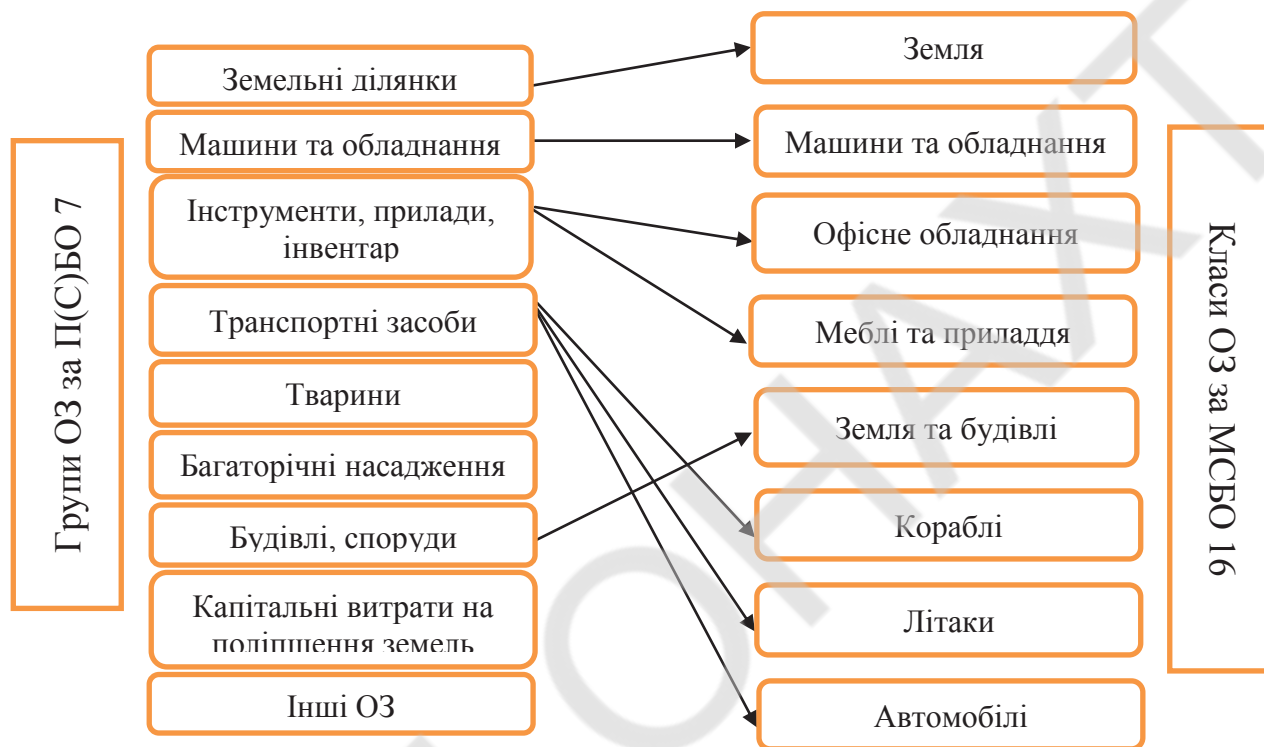 Групи ОЗ за П(С)БО 7
Земельні ділянки
Машини та обладнання
Інструменти, прилади,
інвентар
Транспортні засоби
Тварини
Багаторічні насадження
Будівлі, споруди
Капітальні витрати на
поліпшення земель
Інші ОЗ
Земля
Машини та обладнання
Офісне обладнання
Меблі та приладдя
Земля та будівлі
Кораблі
Літаки
Автомобілі
Класи ОЗ за МСБО 16
ОНАХТ